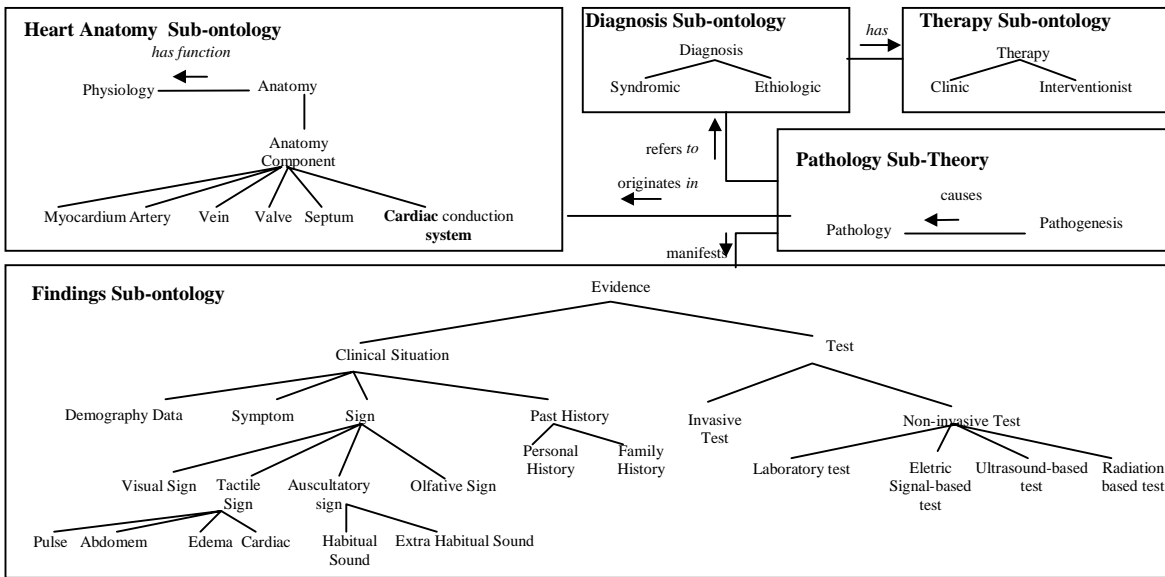 Heart Anatomy Sub-ontology
has function
Physiology
Anatomy
Anatomy
Component
Myocardium
Artery
Vein
Valve
Septum
Cardiac conduction
system
Diagnosis Sub-ontology
Diagnosis
Syndromic
Ethiologic
has
Therapy Sub-ontology
Therapy
Clinic
Interventionist
refers to
originates in
manifests
Pathology Sub-Theory
causes
Pathology
Pathogenesis
Findings Sub-ontology
Evidence
Clinical Situation
Test
Demography Data
Symptom
Sign
Past History
Invasive
Test
Non-invasive Test
Personal
History
Family
History
Laboratory test
Eletric
Signal-based
test
Ultrasound-based
test
Radiation
based test
Visual Sign
Tactile
Sign
Auscultatory
sign
Olfative Sign
Pulse
Abdomem
Edema
Cardiac
Habitual
Sound
Extra Habitual Sound